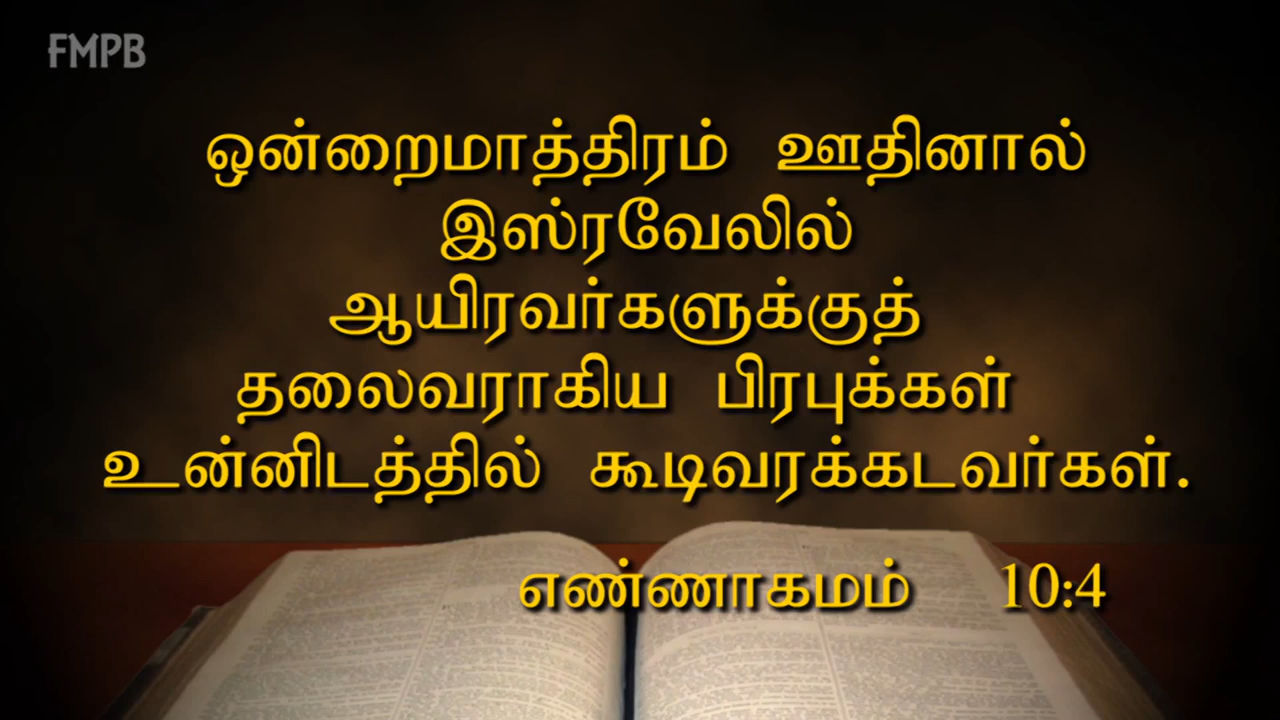 FMPB
ஒன்றைமாத்திரம் ஊதினால்
இஸ்ரவேலில்
ஆயிரவர்களுக்குத்
தலைவராகிய பிரபுக்கள்
உன்னிடத்தில் கூடிவரக்கடவர்கள்.
எண்ணாகமம் 10:4